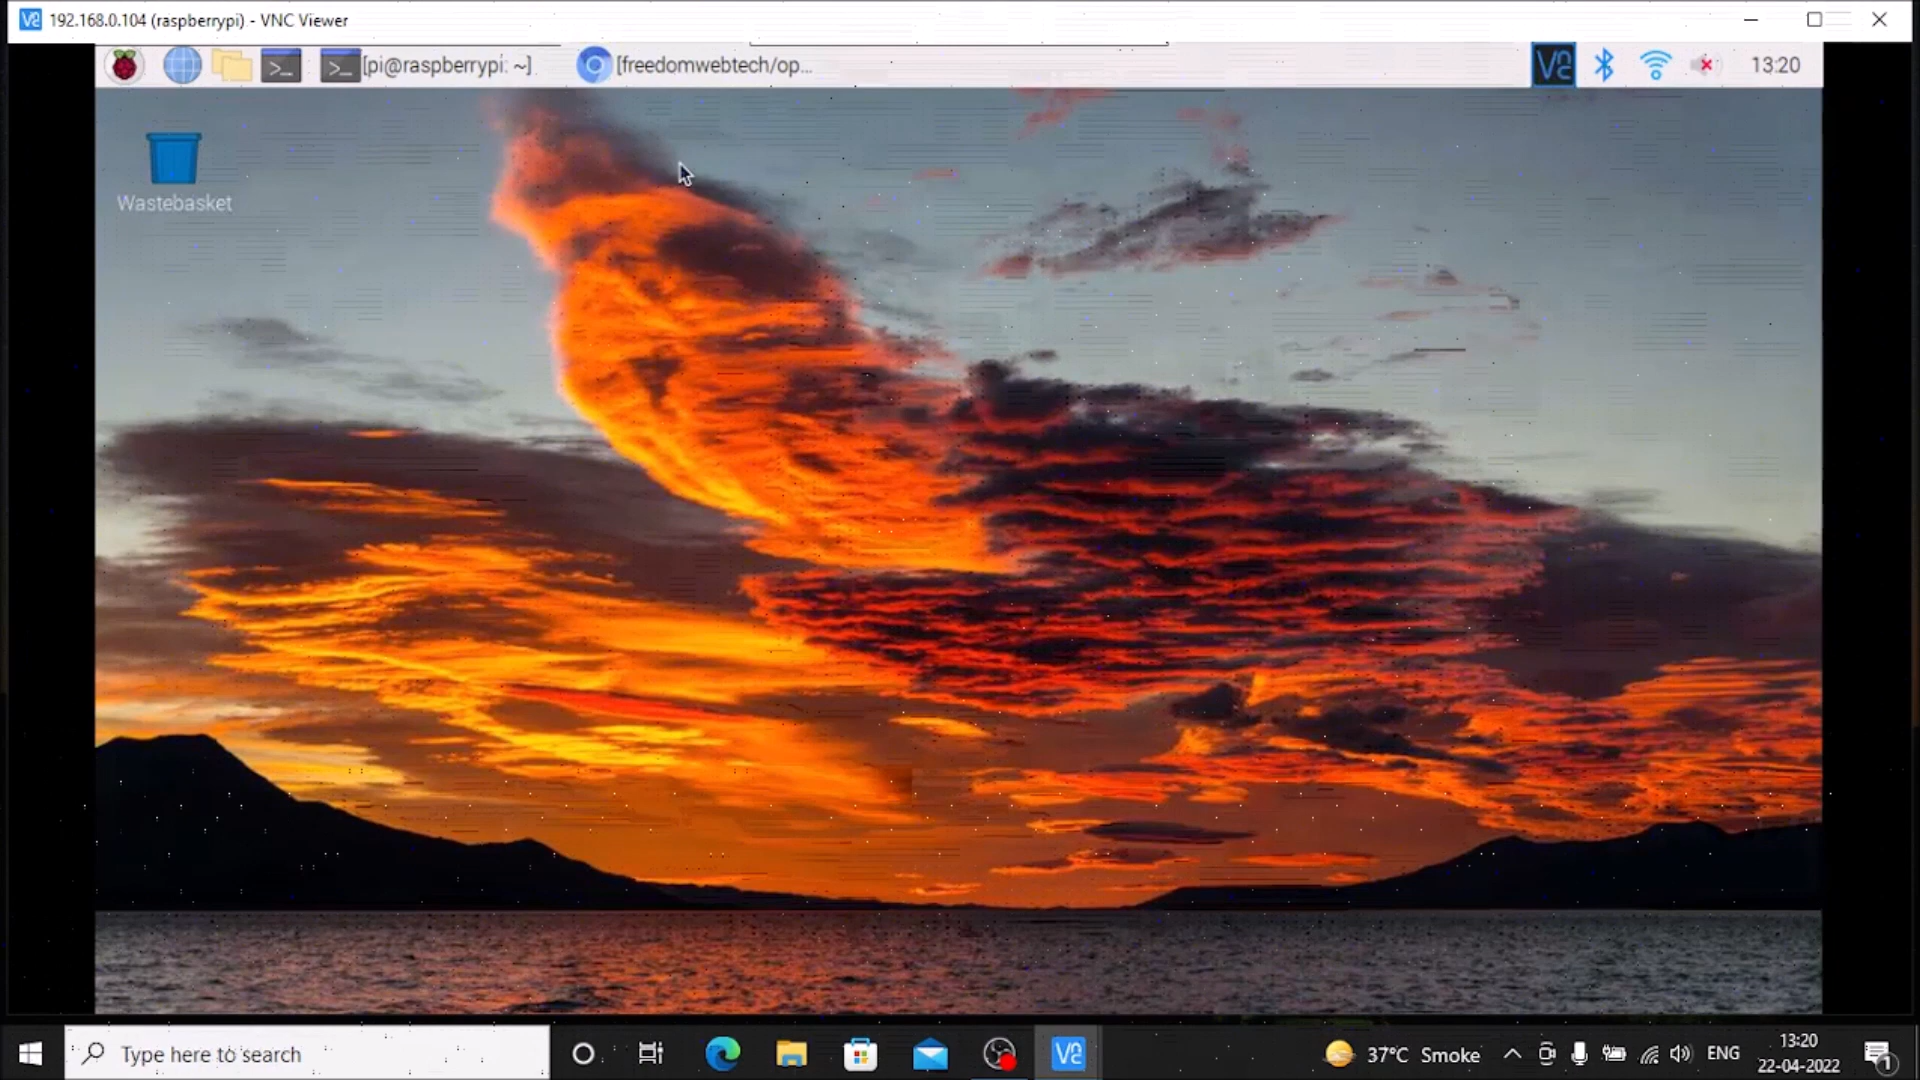 192.168.0.104 (raspberrypi) - VNC Viewer
[pi@raspberrypi: ~]
[freedomwebtech/op...
13:20
Wastebasket
Type here to search
37°C Smoke
ENG
13:20
22-04-2022
1